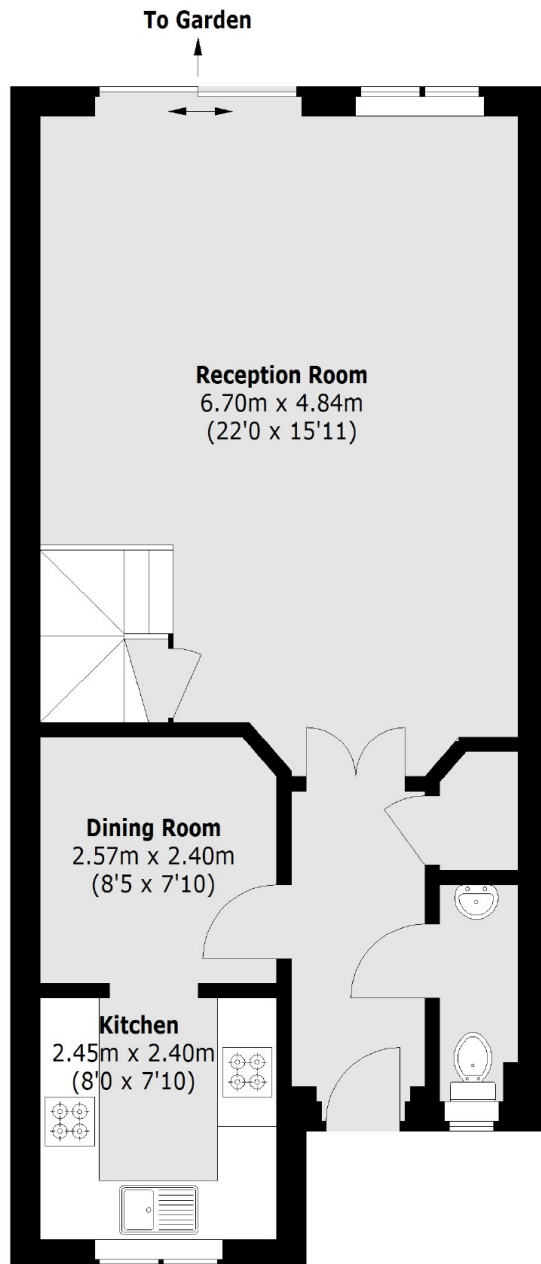 To Garden
Reception Room
6.70m x 4.84m
(22'0 x 15'11)
Dining Room
2.57m x 2.40m
(8'5 x 7'10)
Kitchen
2.45m x 2.40m
(8'0 x 7'10)